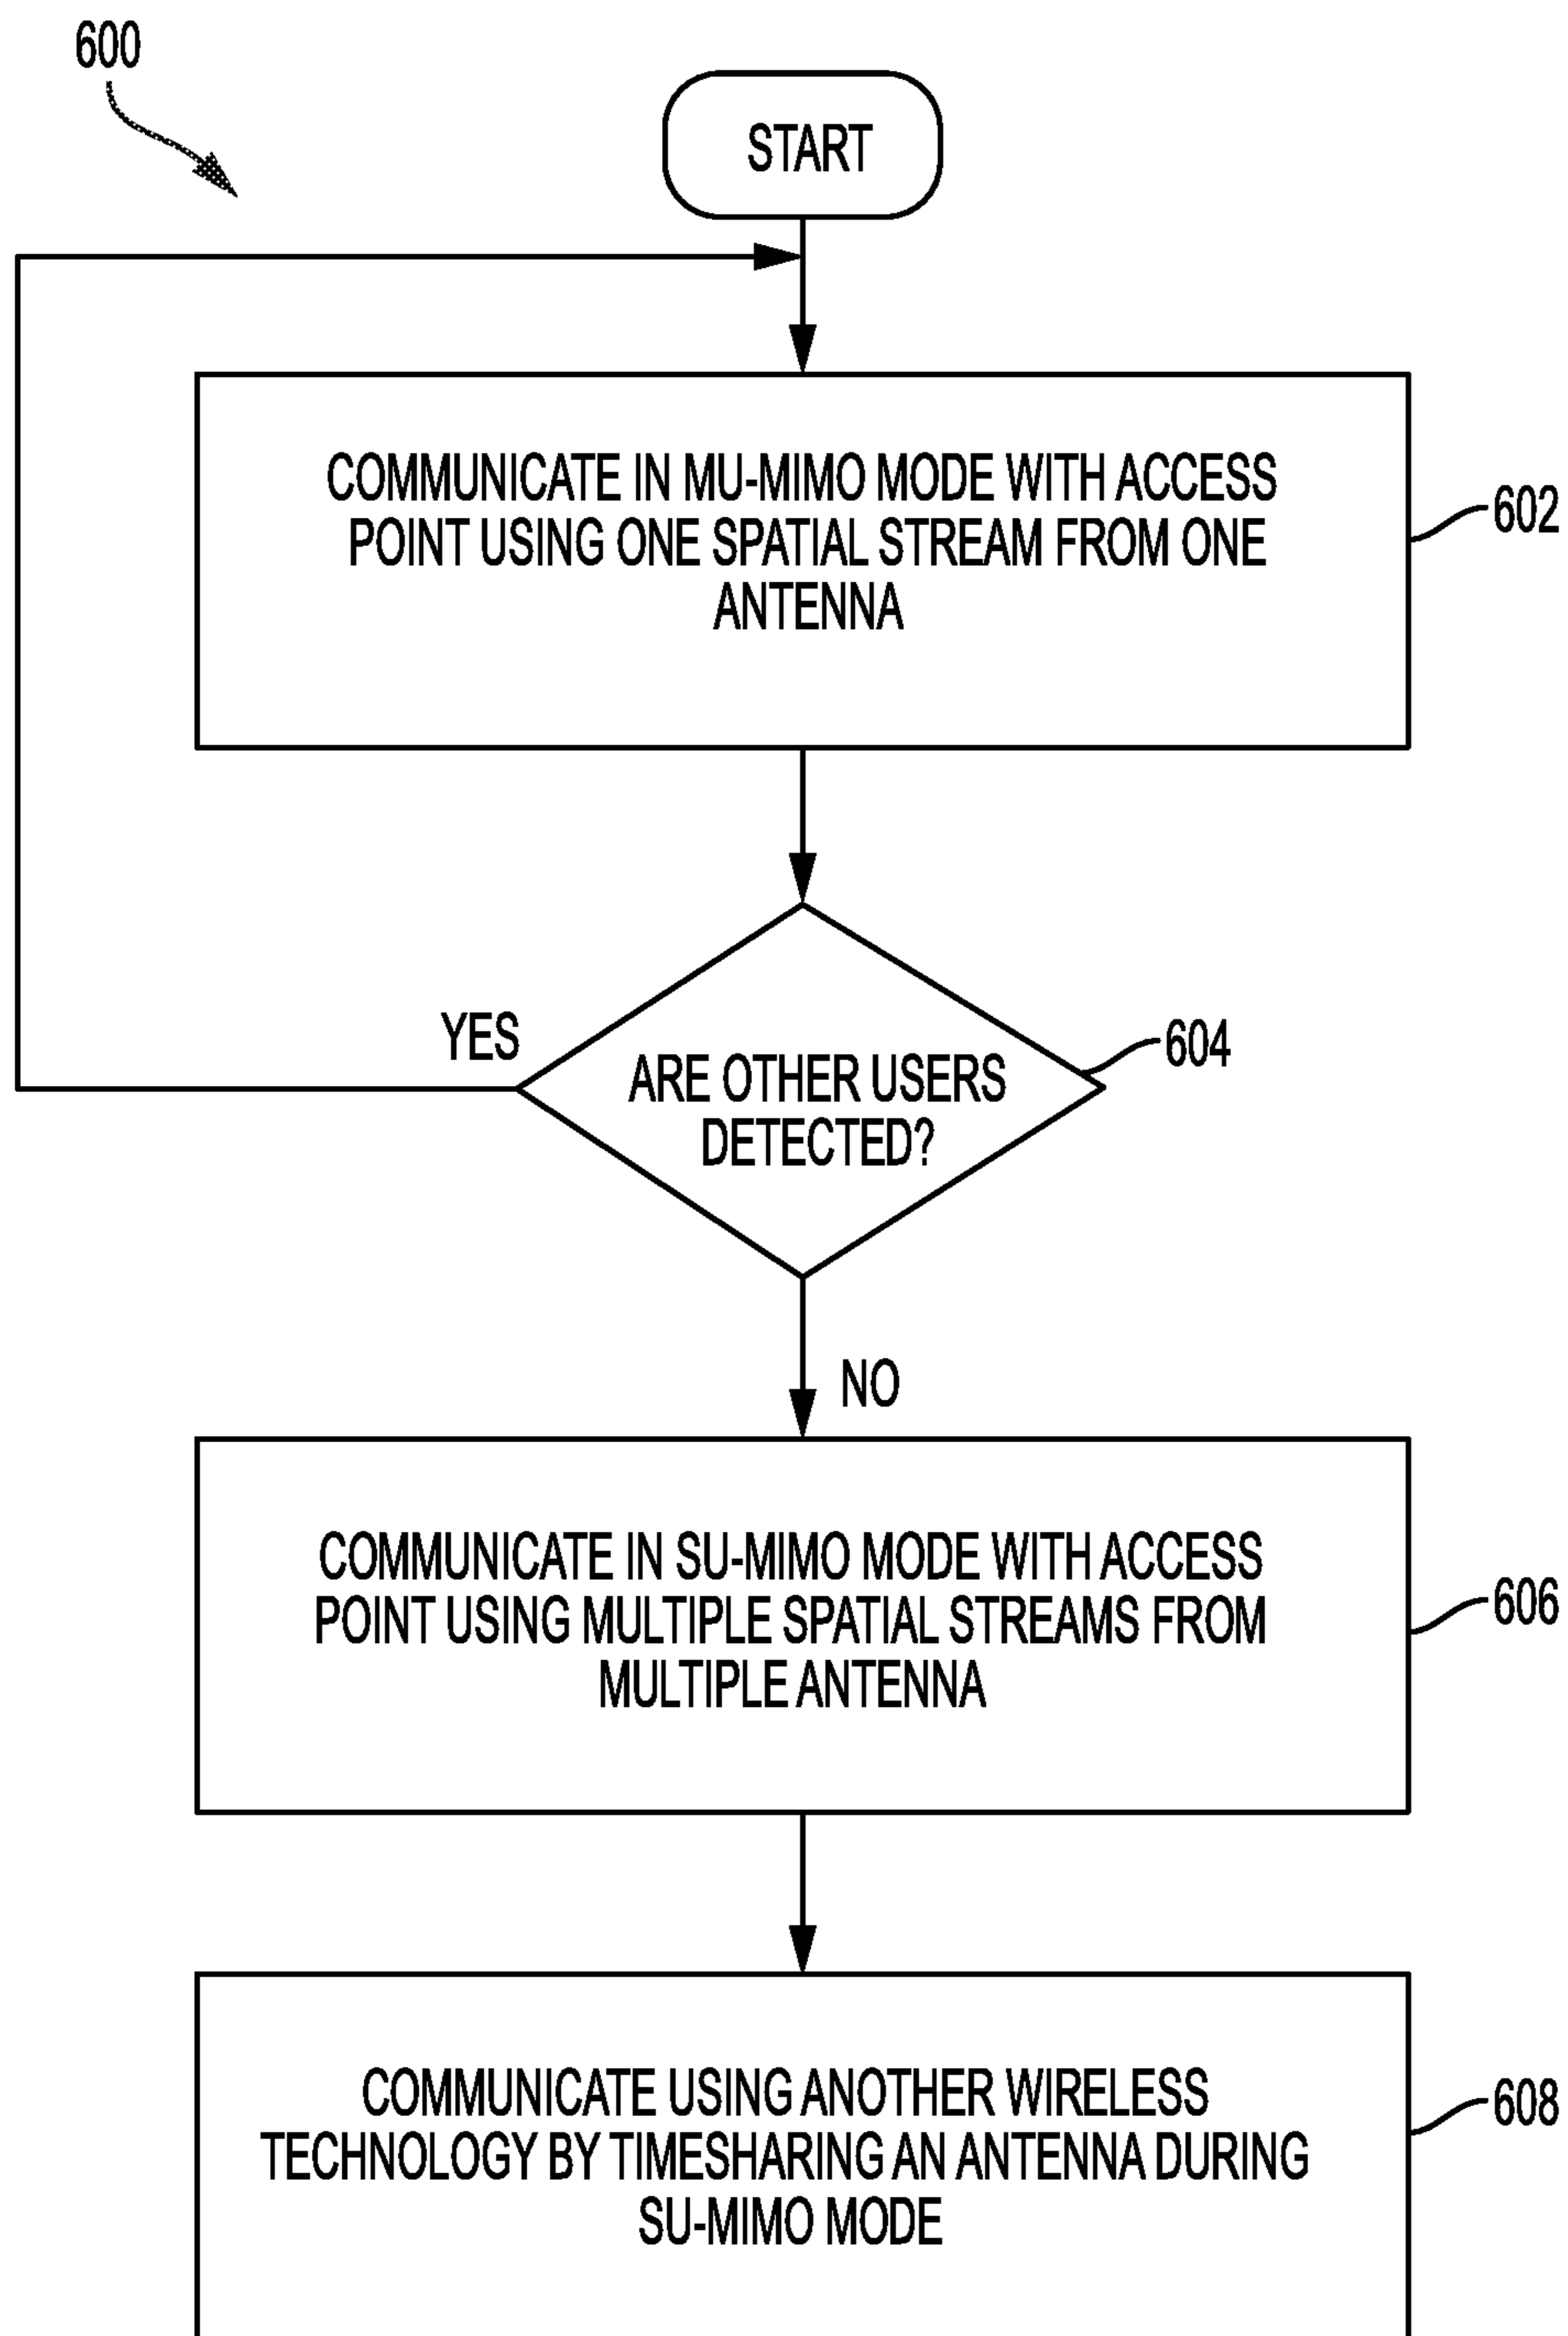 600
START
COMMUNICATE IN MU-MIMO MODE WITH ACCESS
POINT USING ONE SPATIAL STREAM FROM ONE
ANTENNA
602
YES
ARE OTHER USERS
DETECTED?
604
NO
COMMUNICATE IN SU-MIMO MODE WITH ACCESS
POINT USING MULTIPLE SPATIAL STREAMS FROM
MULTIPLE ANTENNA
606
COMMUNICATE USING ANOTHER WIRELESS
TECHNOLOGY BY TIMESHARING AN ANTENNA DURING
SU-MIMO MODE
608